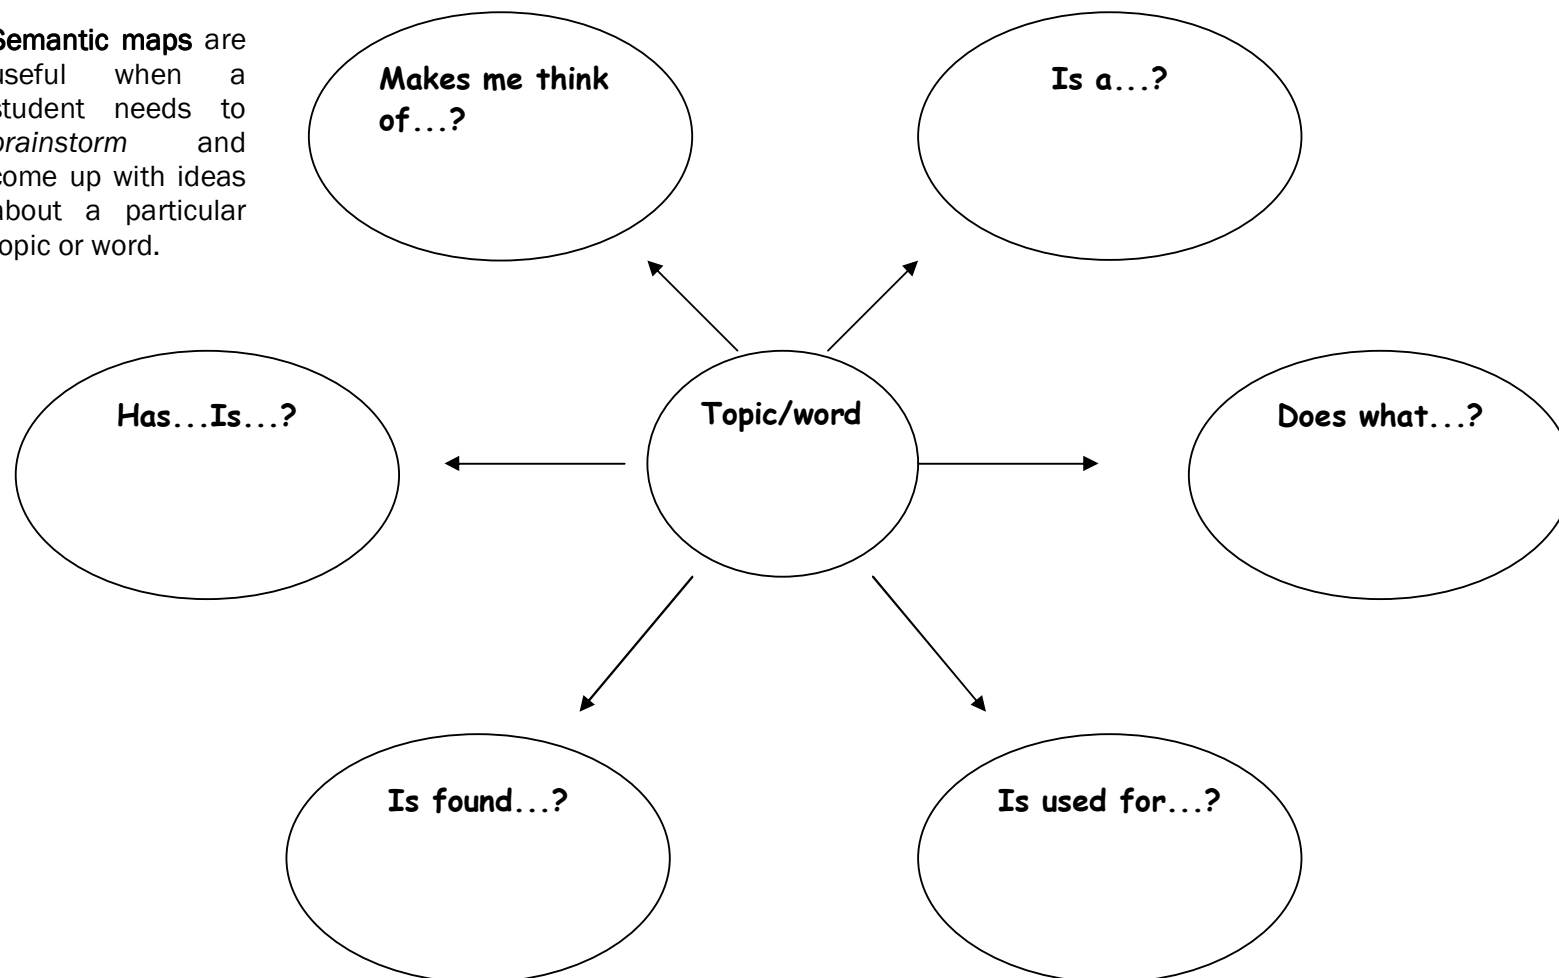 Semantic maps are
useful when a
student needs to
brainstorm and
come up with ideas
about a particular
topic or word.
Makes me think
of...?
Is a...?
Has...Is...?
Topic/word
Does what...?
Is found...?
Is used for...?